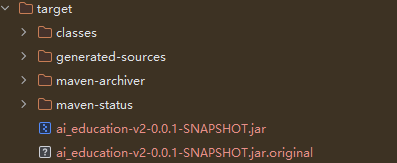 target
classes
generated-sources
maven-archiver
maven-status
ai_education-v2-0.0.1-SNAPSHOT.jar
ai_education-v2-0.0.1-SNAPSHOT.jar.original